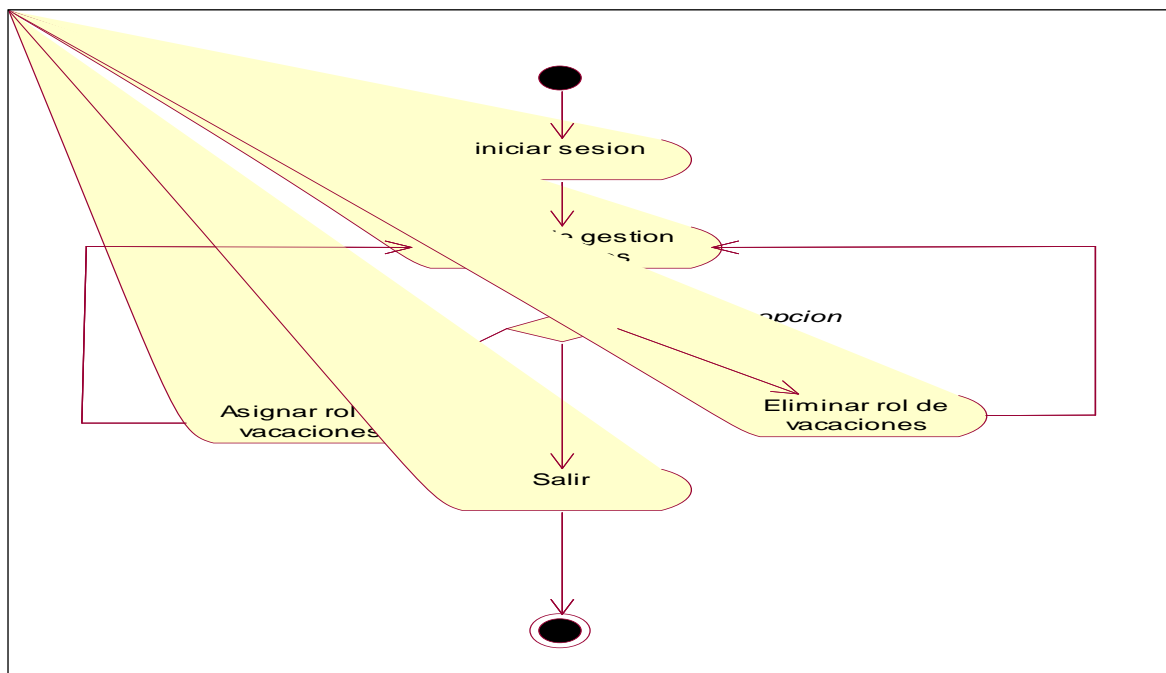 iniciar sesion
gestion
opcion
Asignar rol
vacaciones
Eliminar rol de
vacaciones
Salir